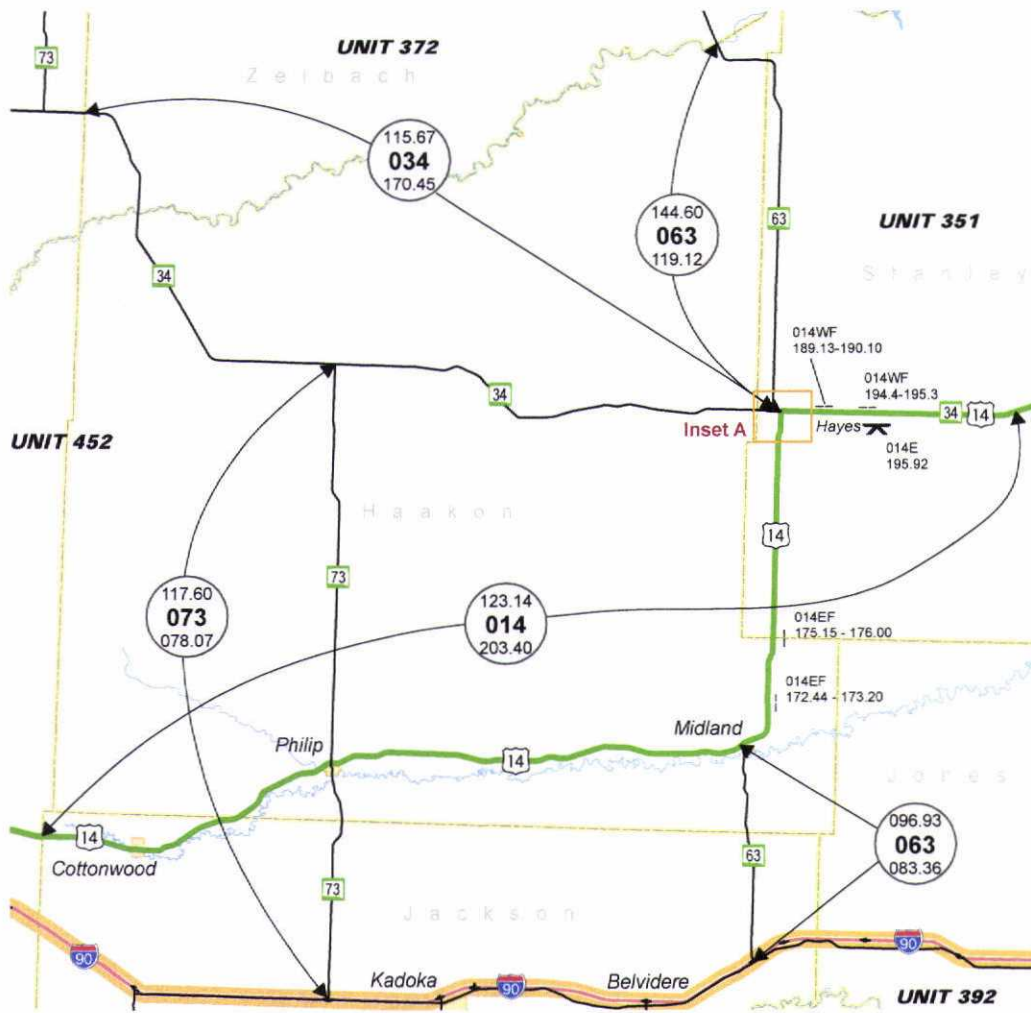 UNIT 372
73
Zeibach
115.67
034
170.45
144.60
063
119.12
63
UNIT 351
Stanley
34
014WF
189.13-190.10
014WF
194.4-195.3
34
Inset A
Hayes
34
14
014E
195.92
UNIT 452
Haakon
14
73
117.60
073
078.07
123.14
014
203.40
014EF
175.15 - 176.00
014EF
172.44 - 173.20
Midland
Philip
14
Jones
14
Cottonwood
096.93
063
083.36
63
73
Jackson
90
90
Kadoka
90
Belvidere
UNIT 392